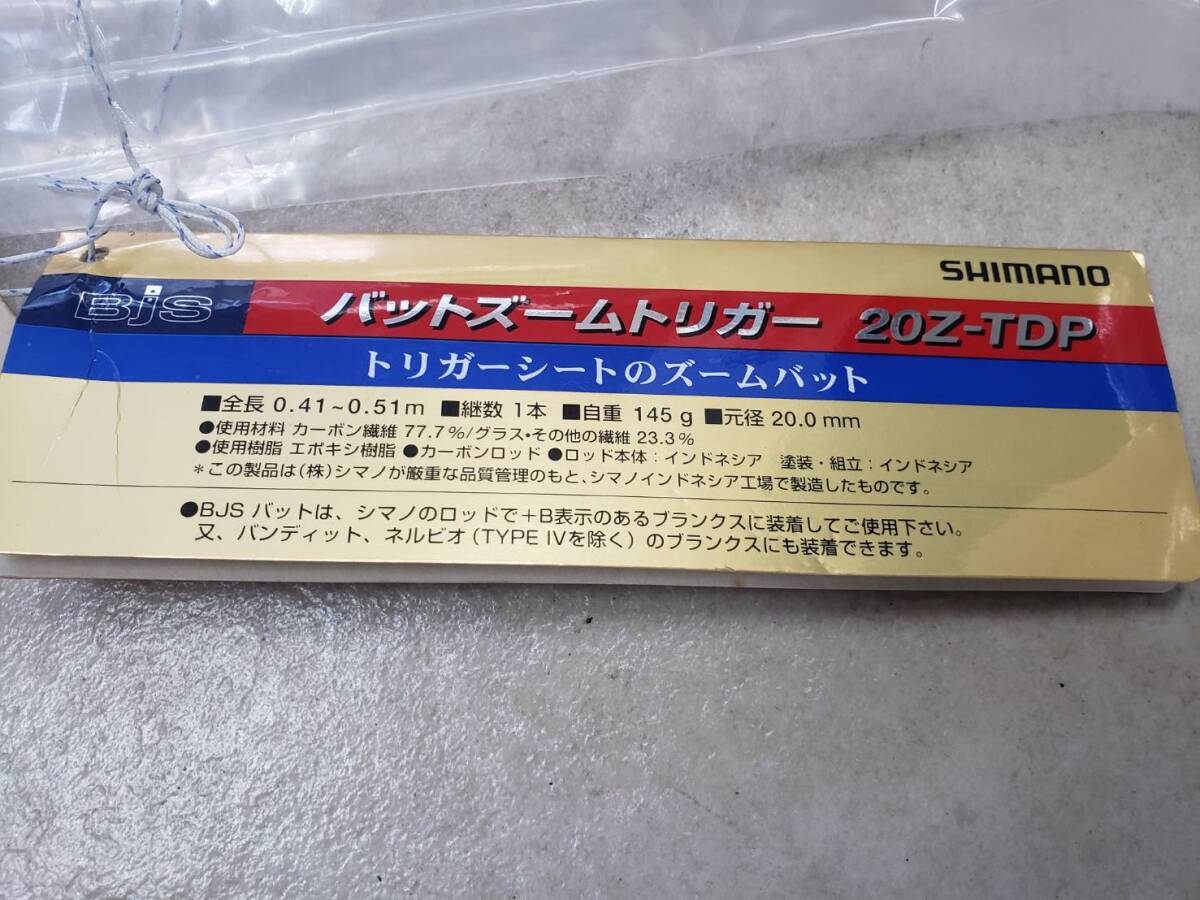 SHIMANO
BJS バットズームトリガー 20Z-TDP
トリガーシートのズームバット
■全長 0.41~0.51m ■継数 1本 ■自重 145g ■元径 20.0mm
●使用材料 カーボン繊維 77.7%/グラス・その他の繊維 23.3%
●使用樹脂 エポキシ樹脂 ●カーボンロッド ●ロッド本体:インドネシア 塗装・組立:インドネシア
*この製品は(株)シマノが厳重な品質管理のもと、シマノインドネシア工場で製造したものです。
●BJS バットは、シマノのロッドで+B表示のあるブランクスに装着してご使用下さい。
又、バンディット、ネルビオ(TYPE IVを除く)のブランクスにも装着できます。